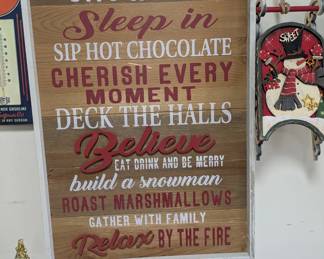 Sleep in
SIP HOT CHOCOLATE
CHERISH EVERY
MOMENT
DECK THE HALLS
Believe
EAT DRINK AND BE MERRY
build a snowman
ROAST MARSHMALLOWS
GATHER WITH FAMILY
Relax BY THE FIRE